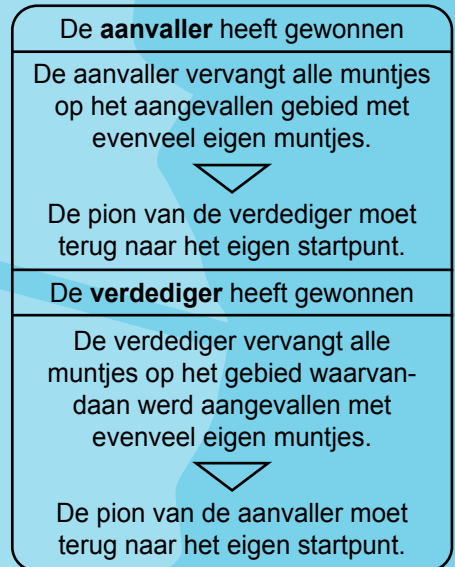 De aanvaller heeft gewonnen
De aanvaller vervangt alle muntjes
op het aangevallen gebied met
evenveel eigen muntjes.
De pion van de verdediger moet
terug naar het eigen startpunt.
De verdediger heeft gewonnen
De verdediger vervangt alle
muntjes op het gebied waarvan-
daan werd aangevallen met
evenveel eigen muntjes.
De pion van de aanvaller moet
terug naar het eigen startpunt.